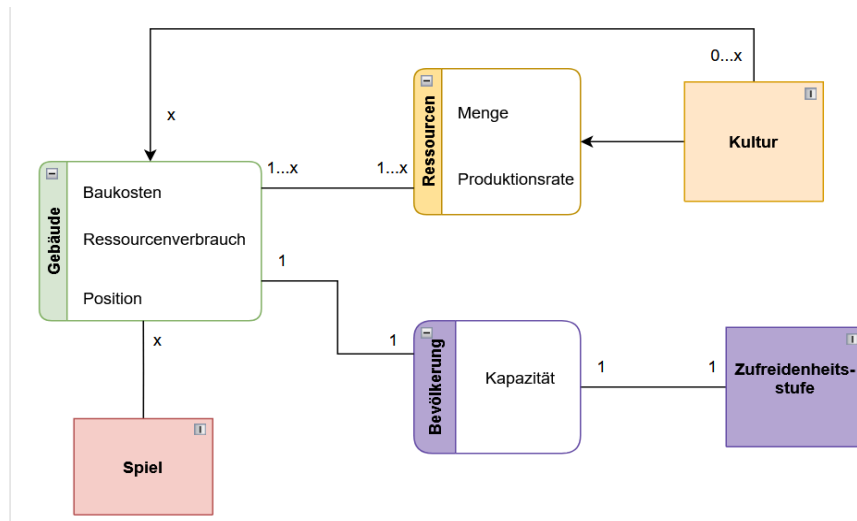 0...x
x
Ressourcen
Menge
Produktionsrate
Kultur
1...x
1...x
Gebäude
Baukosten
Ressourcenverbrauch
Position
1
1
x
Bevölkerung
Kapazität
1
1
Zufreidenheits-
stufe
Spiel